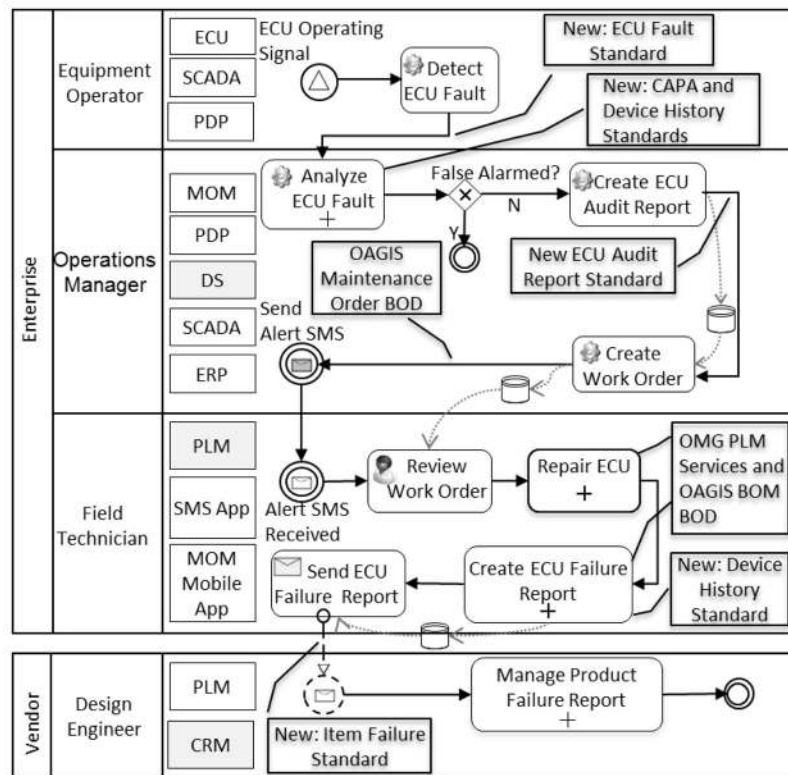 Enterprise
Equipment
Operator
ECU
SCADA
PDP
ECU Operating
Signal
Detect
ECU Fault
New: ECU Fault
Standard
New: CAPA and
Device History
Standards
Operations
Manager
MOM
PDP
DS
SCADA
ERP
Analyze
ECU Fault
False Alarmed?
N
Y
Create ECU
Audit Report
OAGIS
Maintenance
Order BOD
New ECU Audit
Report Standard
Send
Alert SMS
Create
Work Order
Field
Technician
PLM
SMS App
MOM
Mobile
App
Alert SMS
Received
Review
Work Order
Repair ECU
OMG PLM
Services and
OAGIS BOM
BOD
Send ECU
Failure Report
Create ECU Failure
Report
New: Device
History
Standard
Vendor
Design
Engineer
PLM
CRM
Manage Product
Failure Report
New: Item Failure
Standard